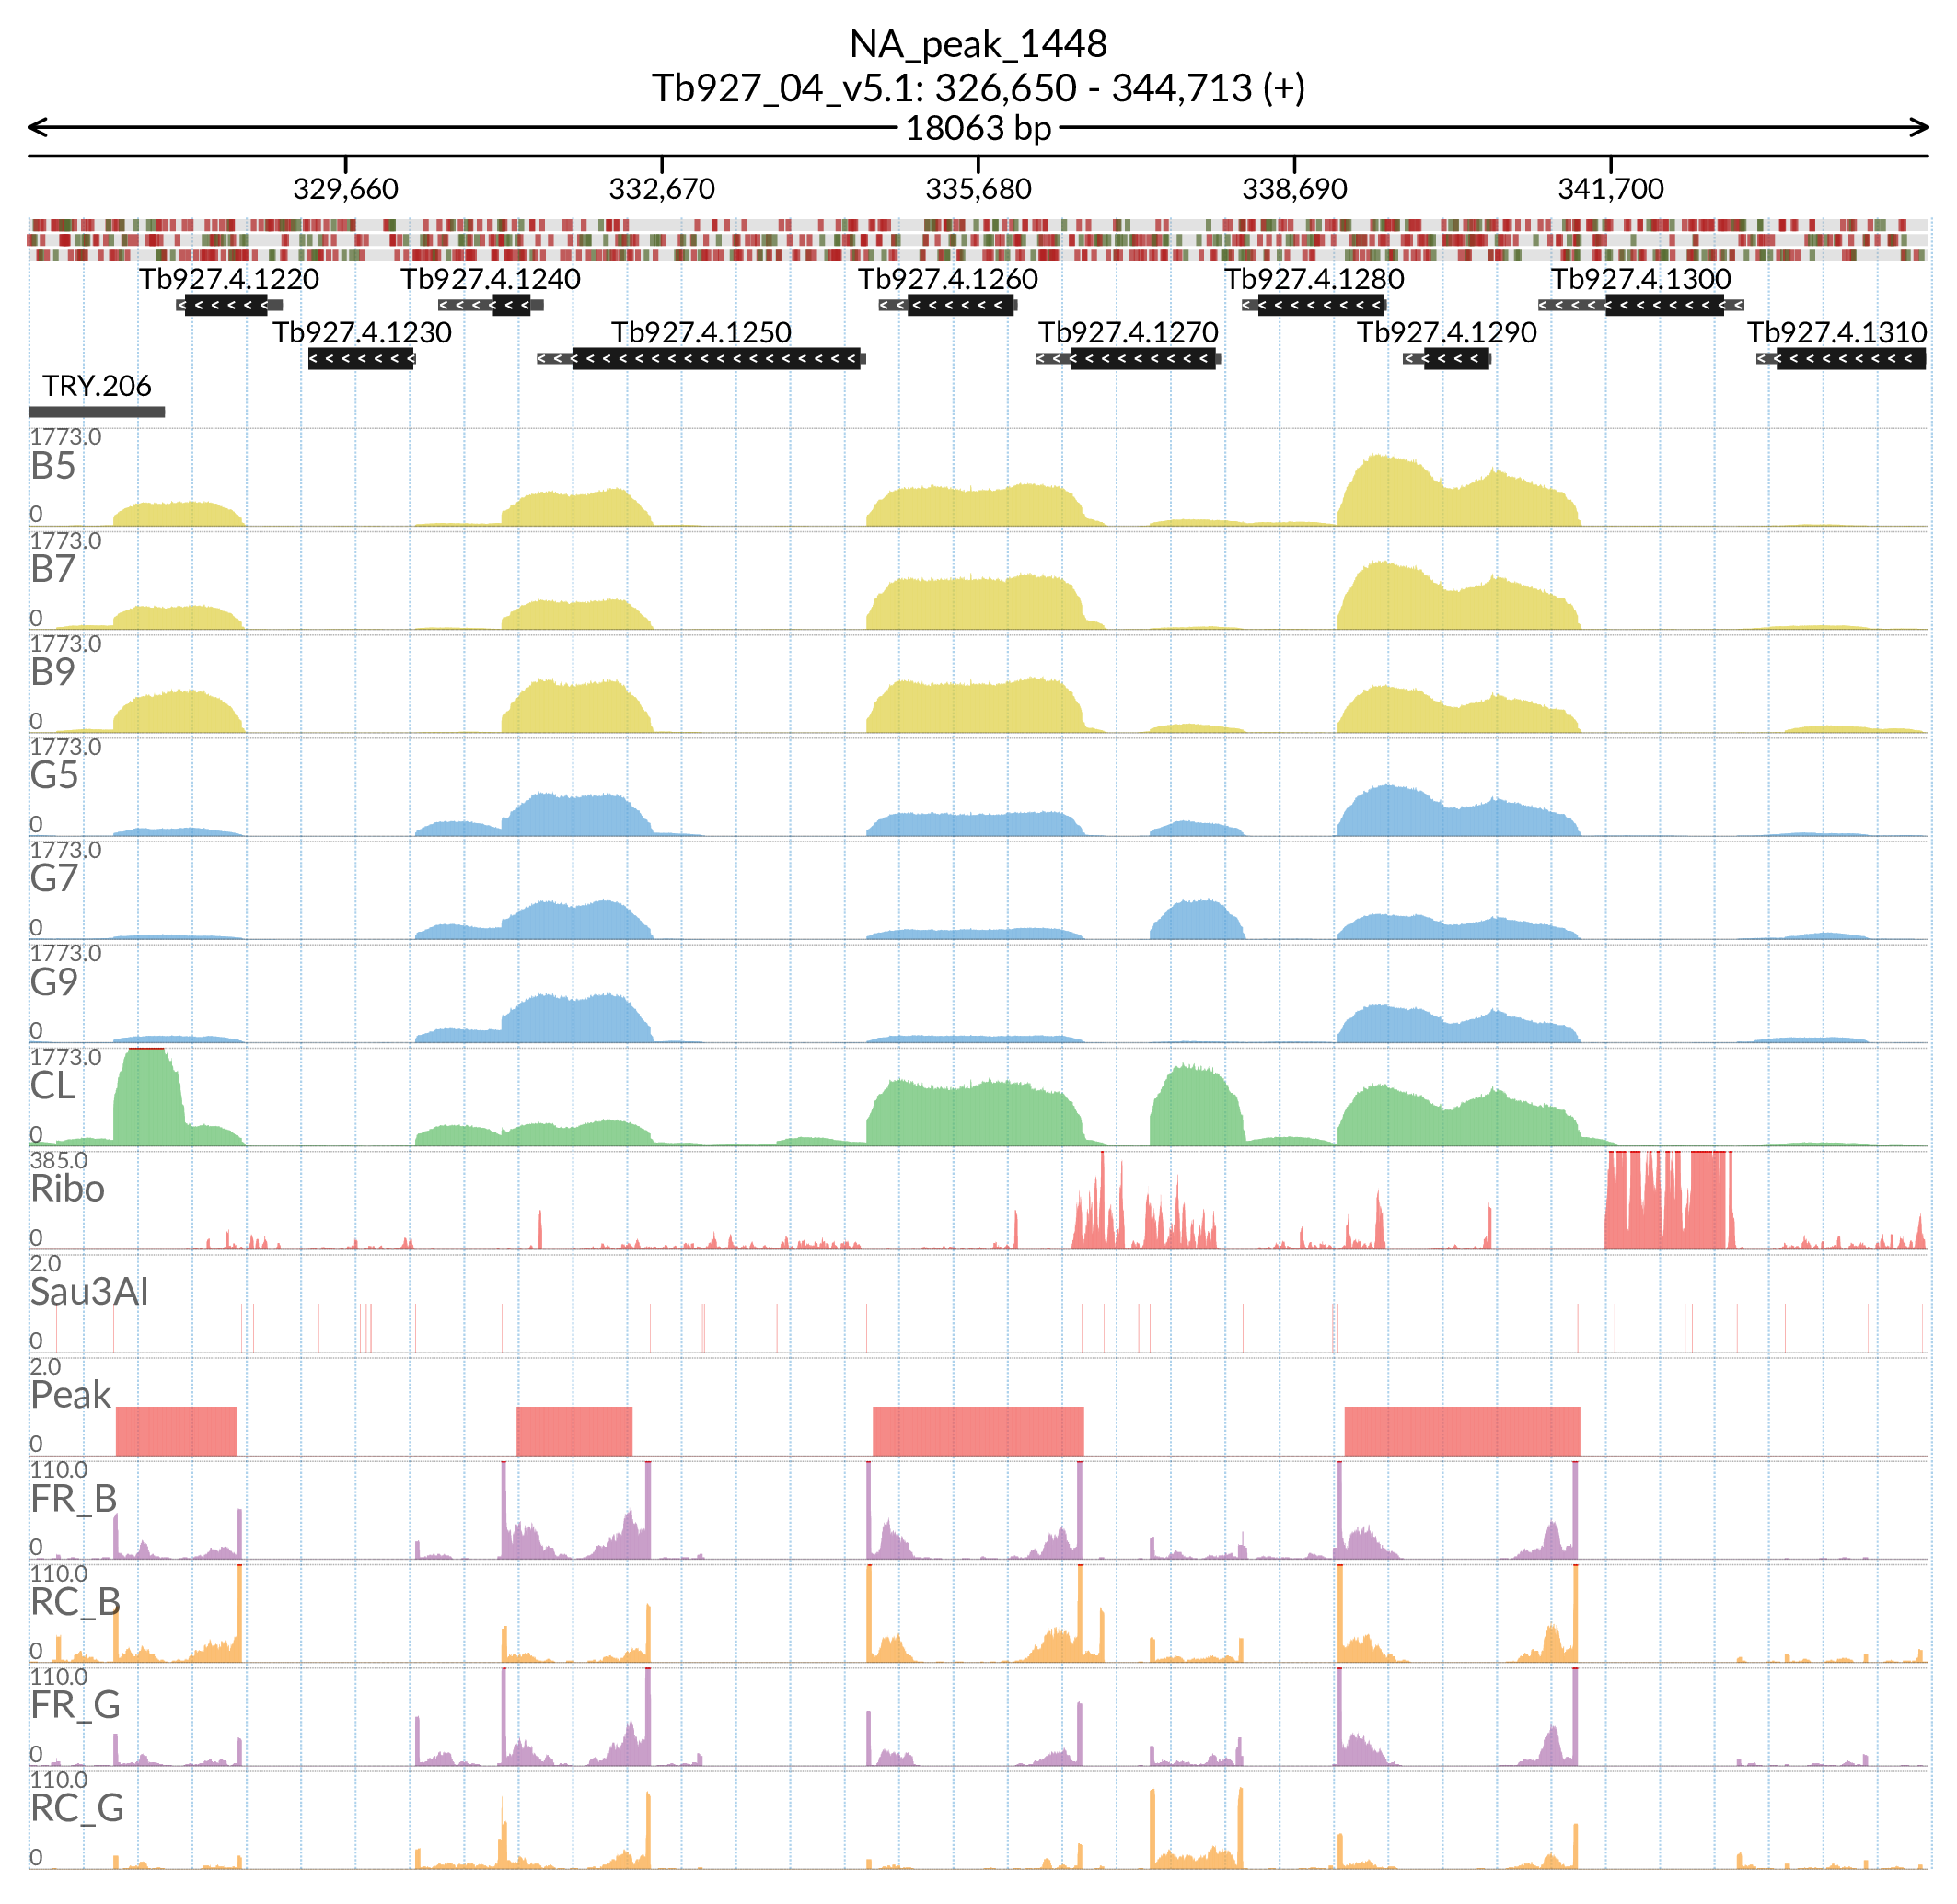 NA_peak_1448
Tb927_04_v5.1: 326,650 - 344,713 (+)
18063 bp
329,660 332,670 335,680 338,690 341,700
Tb927.4.1220 Tb927.4.1240 Tb927.4.1260 Tb927.4.1280 Tb927.4.1300
Tb927.4.1230 Tb927.4.1250 Tb927.4.1270 Tb927.4.1290 Tb927.4.1310
TRY.206
1773.0
B5
0
1773.0
B7
0
1773.0
B9
0
1773.0
G5
0
1773.0
G7
0
1773.0
G9
0
1773.0
CL
0
385.0
Ribo
0
2.0
Sau3AI
0
2.0
Peak
0
110.0
FR_B
0
110.0
RC_B
0
110.0
FR_G
0
110.0
RC_G
0